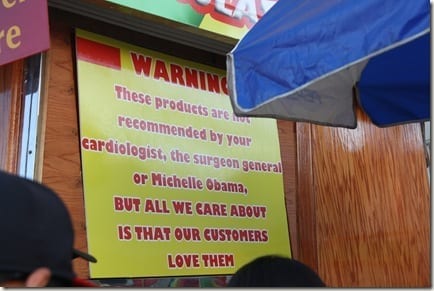 re
WARNING
These products are not
recommended by your
cardiologist, the surgeon general
or Michelle Obama,
BUT ALL WE CARE ABOUT
IS THAT OUR CUSTOMERS
LOVE THEM